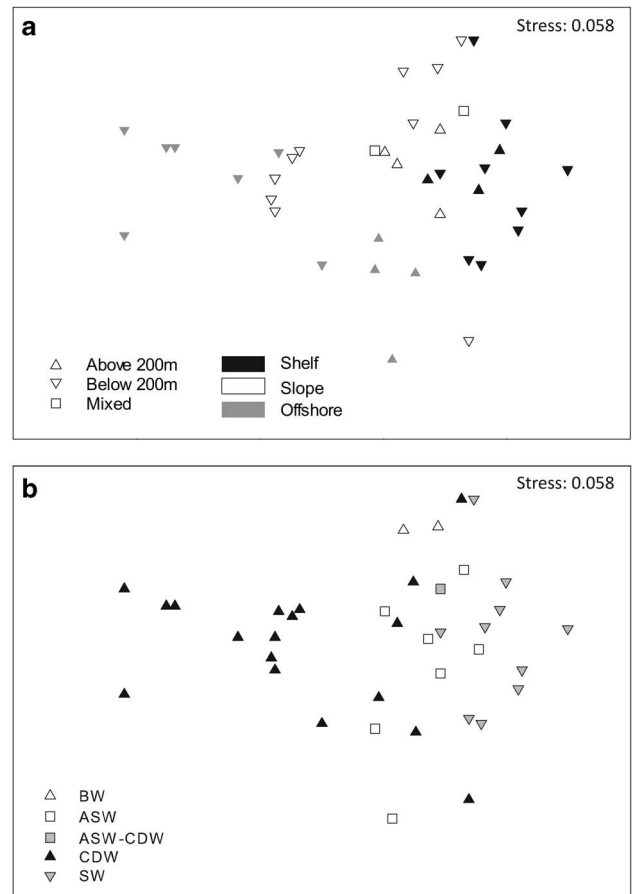 a
Stress: 0.058
Above 200m
Below 200m
Mixed
Shelf
Slope
Offshore
b
Stress: 0.058
BW
ASW
ASW-CDW
CDW
SW